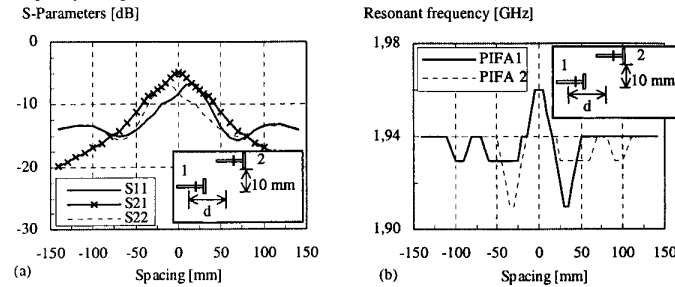 S-Parameters [dB]
0
-10
-20
-30
S11
S21
S22
1
2
10 mm
d
-150 -100 -50 0 50 100 150
(a)
Spacing [mm]
Resonant frequency [GHz]
1,98
1,94
1,90
PIFA1
PIFA 2
1
2
10 mm
d
-150 -100 -50 0 50 100 150
(b)
Spacing [mm]